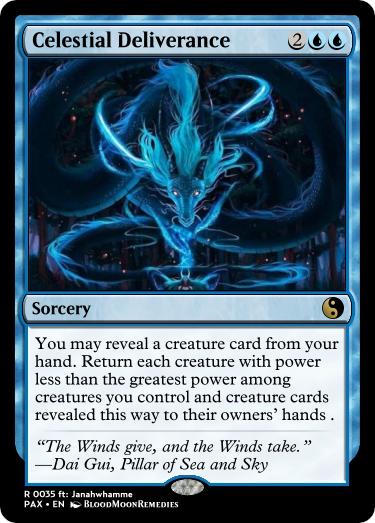 Celestial Deliverance 2
Sorcery
You may reveal a creature card from your
hand. Return each creature with power
less than the greatest power among
creatures you control and creature cards
revealed this way to their owners' hands .
“The Winds give, and the Winds take.”
—Dai Gui, Pillar of Sea and Sky
R 0035 ft: Janahwhamme
PAX • EN BloodMoonRemedies